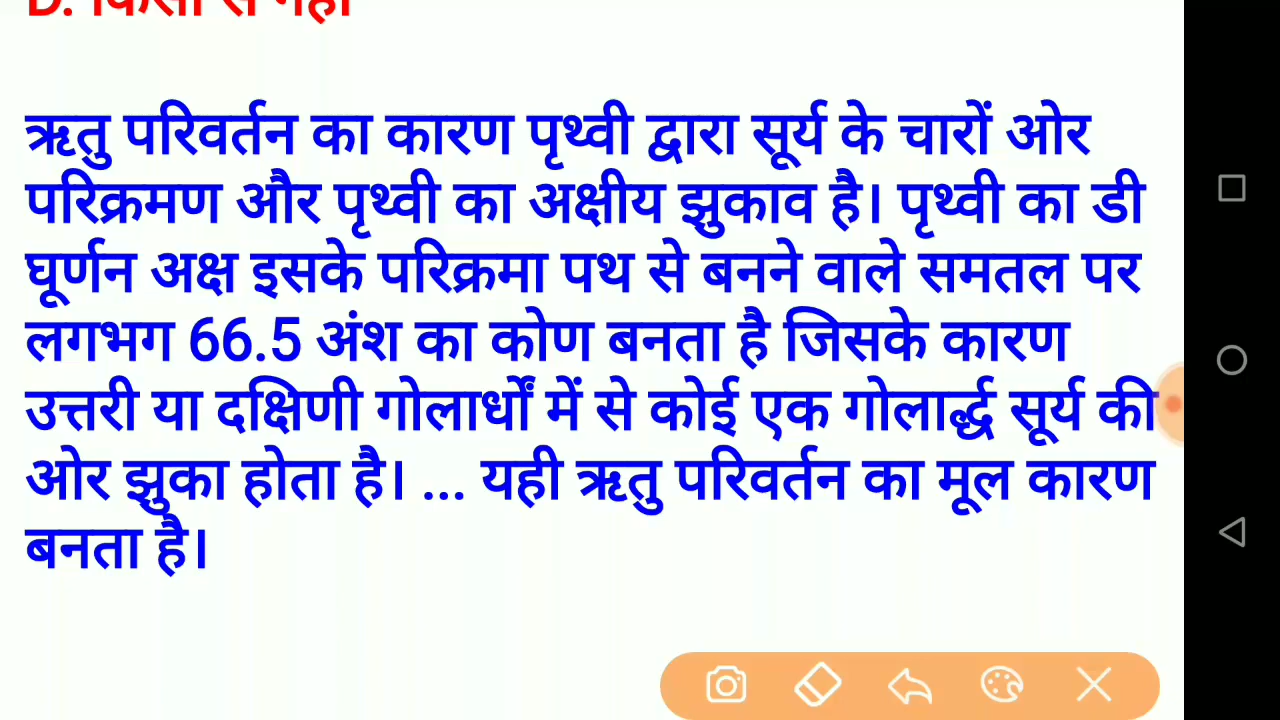 D. किसी से नहीं
ऋतु परिवर्तन का कारण पृथ्वी द्वारा सूर्य के चारों ओर
परिक्रमण और पृथ्वी का अक्षीय झुकाव है। पृथ्वी का डी
घूर्णन अक्ष इसके परिक्रमा पथ से बनने वाले समतल पर
लगभग 66.5 अंश का कोण बनता है जिसके कारण
उत्तरी या दक्षिणी गोलार्धों में से कोई एक गोलार्द्ध सूर्य की
ओर झुका होता है। ... यही ऋतु परिवर्तन का मूल कारण
बनता है।